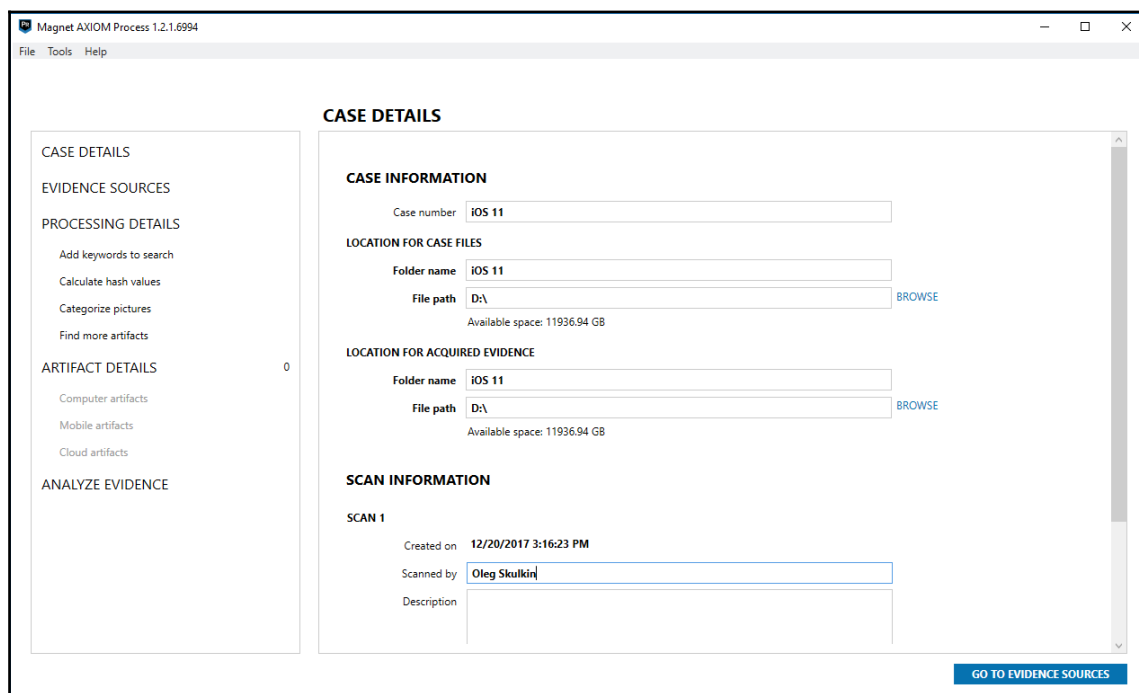 Magnet AXIOM Process 1.2.1.6994
File Tools Help
CASE DETAILS
CASE DETAILS
EVIDENCE SOURCES
PROCESSING DETAILS
Add keywords to search
Calculate hash values
Categorize pictures
Find more artifacts
ARTIFACT DETAILS 0
Computer artifacts
Mobile artifacts
Cloud artifacts
ANALYZE EVIDENCE
CASE INFORMATION
Case number iOS 11
LOCATION FOR CASE FILES
Folder name iOS 11
File path D:\ BROWSE
Available space: 11936.94 GB
LOCATION FOR ACQUIRED EVIDENCE
Folder name iOS 11
File path D:\ BROWSE
Available space: 11936.94 GB
SCAN INFORMATION
SCAN 1
Created on 12/20/2017 3:16:23 PM
Scanned by Oleg Skulkin
Description
GO TO EVIDENCE SOURCES